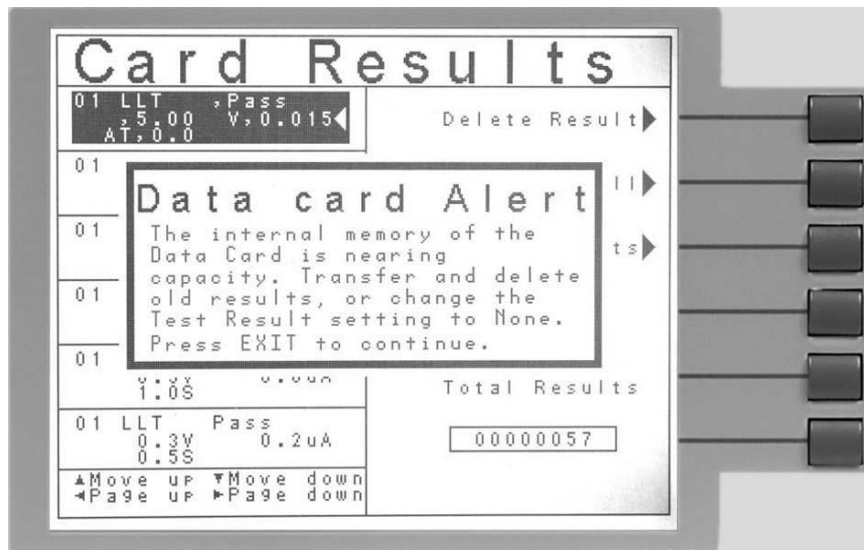 Card Results
01 LLT ,Pass
,5.00 V,0.015
AT,0.0
Delete Result
01
ll
01
ts
01
01
1.0S
Data card Alert
The internal memory of the
Data Card is nearing
capacity. Transfer and delete
old results, or change the
Test Result setting to None.
Press EXIT to continue.
Total Results
00000057
01 LLT Pass
0.3V 0.2uA
0.5S
▲Move up ▼Move down
◄Page up ►Page down